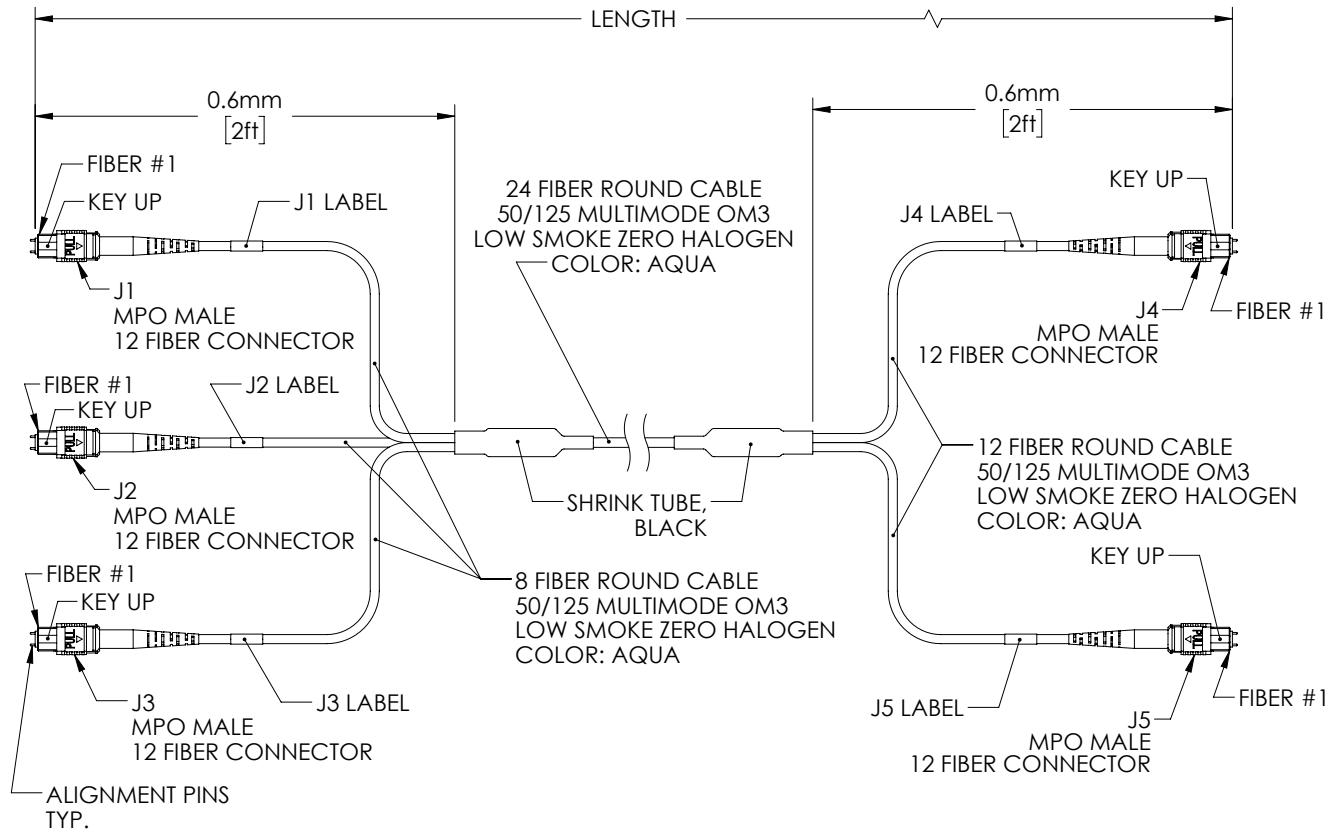 LENGTH
0.6mm
[2ft]
0.6mm
[2ft]
FIBER #1
KEY UP
J1 LABEL
24 FIBER ROUND CABLE
50/125 MULTIMODE OM3
LOW SMOKE ZERO HALOGEN
COLOR: AQUA
J4 LABEL
KEY UP
PULL
PUL
J1
MPO MALE
12 FIBER CONNECTOR
J4
MPO MALE
12 FIBER CONNECTOR
FIBER #1
FIBER #1
KEY UP
J2 LABEL
PULL
J2
MPO MALE
12 FIBER CONNECTOR
SHRINK TUBE,
BLACK
12 FIBER ROUND CABLE
50/125 MULTIMODE OM3
LOW SMOKE ZERO HALOGEN
COLOR: AQUA
FIBER #1
KEY UP
8 FIBER ROUND CABLE
50/125 MULTIMODE OM3
LOW SMOKE ZERO HALOGEN
COLOR: AQUA
KEY UP
PULL
PUL
J3
MPO MALE
12 FIBER CONNECTOR
J3 LABEL
J5 LABEL
J5
MPO MALE
12 FIBER CONNECTOR
FIBER #1
ALIGNMENT PINS
TYP.